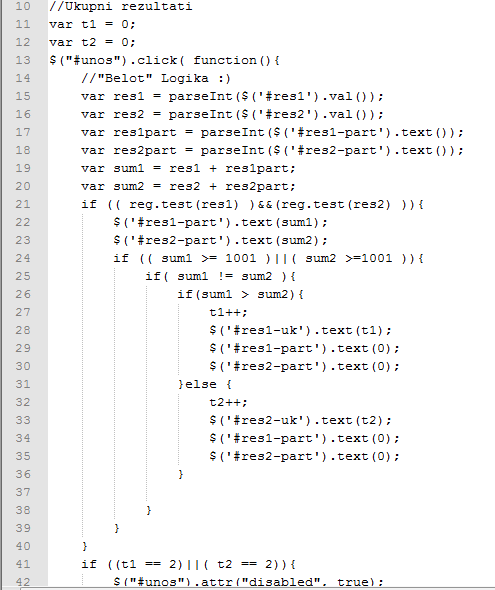 10 //Ukupni rezultati
11 var t1 = 0;
12 var t2 = 0;
13 $("#unos").click( function(){
14     //"Belot" Logika :)
15     var res1 = parseInt($('#res1').val());
16     var res2 = parseInt($('#res2').val());
17     var res1part = parseInt($('#res1-part').text());
18     var res2part = parseInt($('#res2-part').text());
19     var sum1 = res1 + res1part;
20     var sum2 = res2 + res2part;
21     if (( reg.test(res1) )&&(reg.test(res2) )){
22         $('#res1-part').text(sum1);
23         $('#res2-part').text(sum2);
24         if (( sum1 >= 1001 )||( sum2 >=1001 )){
25             if( sum1 != sum2 ){
26                 if(sum1 > sum2){
27                     t1++;
28                     $('#res1-uk').text(t1);
29                     $('#res1-part').text(0);
30                     $('#res2-part').text(0);
31                 }else {
32                     t2++;
33                     $('#res2-uk').text(t2);
34                     $('#res1-part').text(0);
35                     $('#res2-part').text(0);
36                 }
37
38             }
39         }
40     }
41     if ((t1 == 2)||( t2 == 2)){
42         $("#unos").attr("disabled", true);